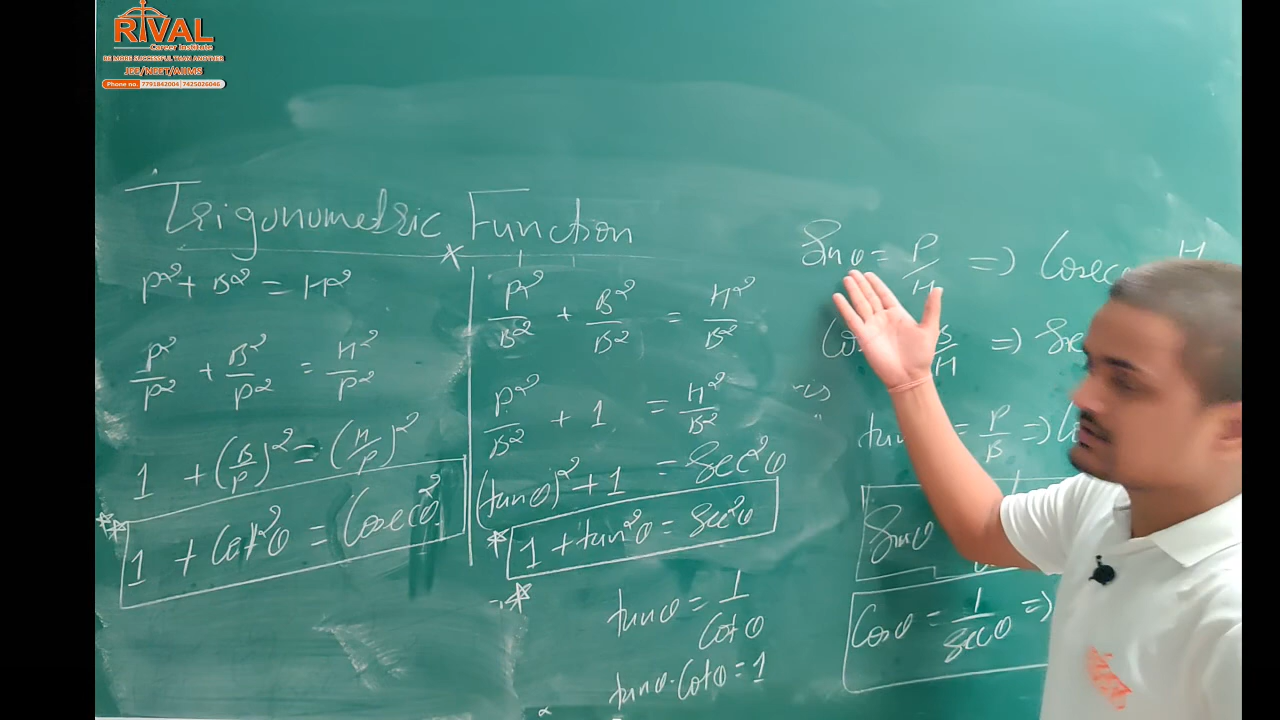 RIVAL
Career Institute
BE MORE SUCCESSFUL THAN ANOTHER
JEE/NEET/AIIMS
Phone no. 7791842004 | 7425026046
Trigonumetric Function
P² + B² = H²
P²/P² + B²/P² = H²/P²
1 + (B/P)² = (H/P)²
1 + Cot²θ = Cosec²θ
P²/B² + B²/B² = H²/B²
P²/B² + 1 = H²/B²
(tanθ)² + 1 = Sec²θ
1 + tan²θ = Sec²θ
tanθ = 1/Cotθ
tanθ · Cotθ = 1
Sinθ = P/H => Cosec H
B/H => Se
tan = P/B =>
Sinθ
Cosθ = 1/secθ =>